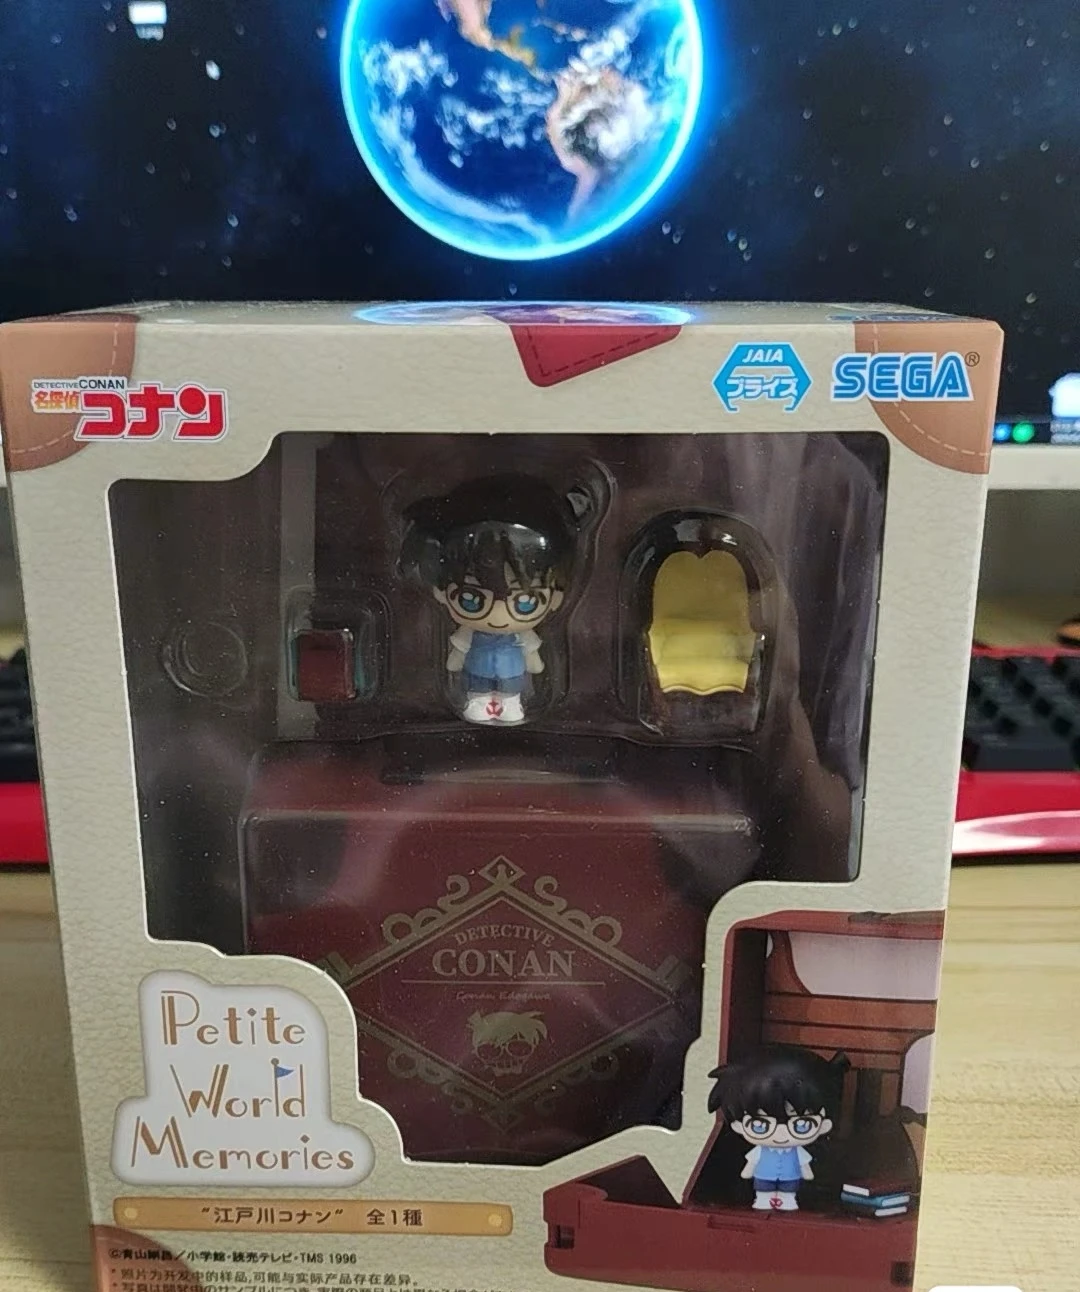 DETECTIVE CONAN
名探偵コナン
JAIA
プライズ
SEGA®
DETECTIVE
CONAN
Conan Edogawa
Petite
World
Memories
"江戸川コナン" 全1種
©青山剛昌/小学館・読売テレビ・TMS 1996
*照片为开发中的样品,可能与实际产品存在差异。